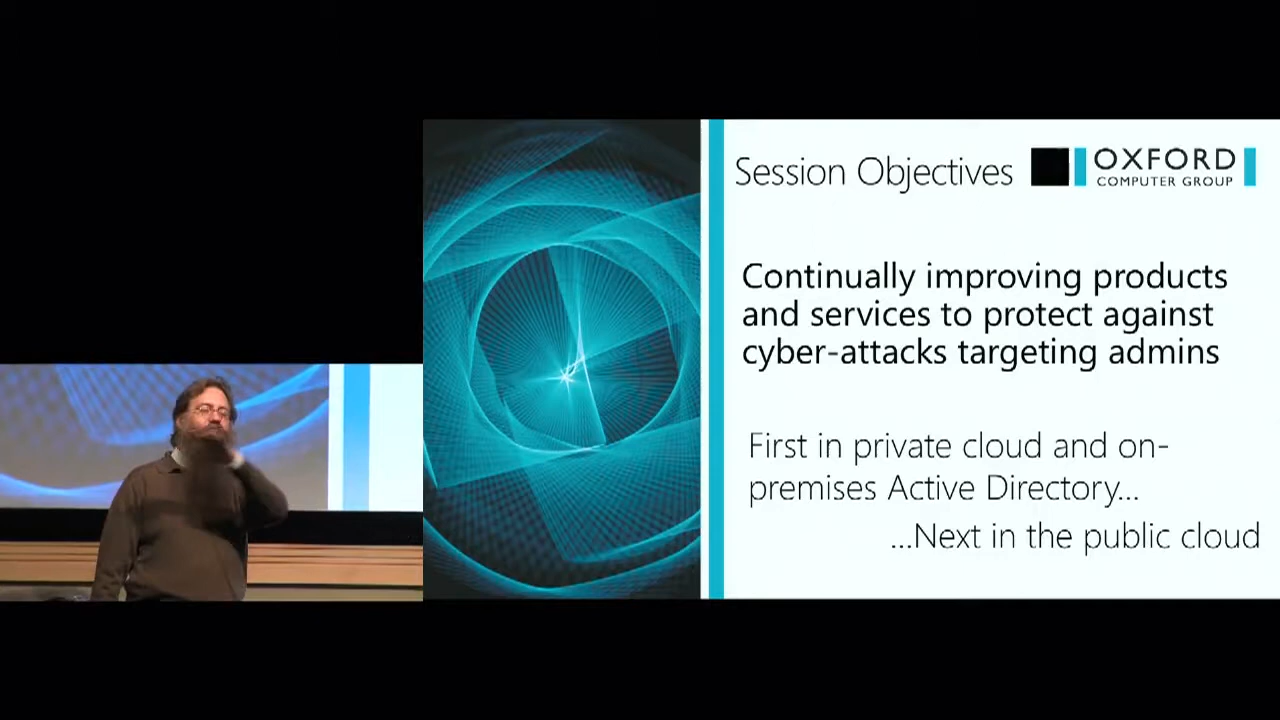 Session Objectives
OXFORD
COMPUTER GROUP
Continually improving products
and services to protect against
cyber-attacks targeting admins
First in private cloud and on-
premises Active Directory...
...Next in the public cloud